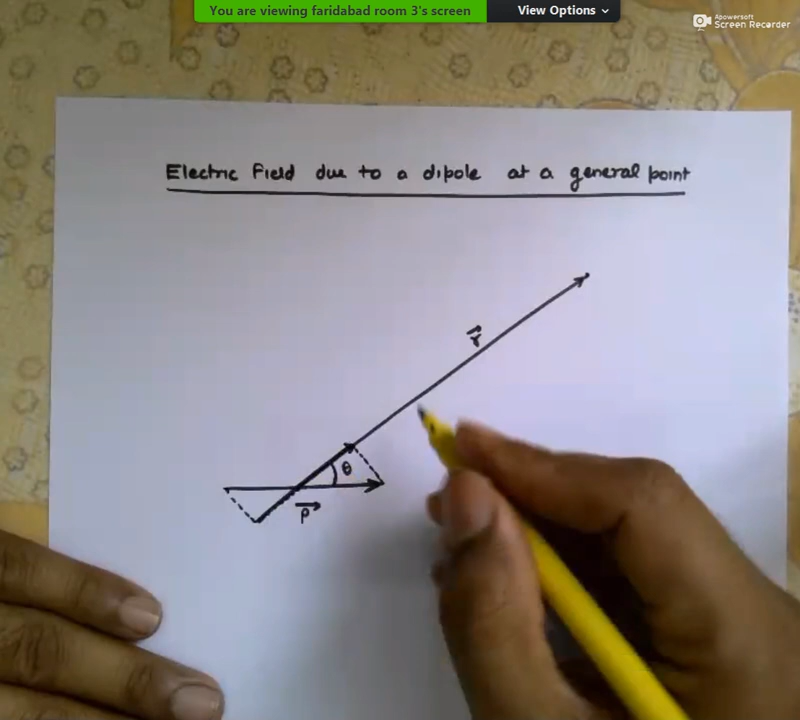 You are viewing faridabad room 3's screen
View Options
Apowersoft
Screen Recorder
Electric Field due to a dipole at a general point
r⃗
θ
p⃗